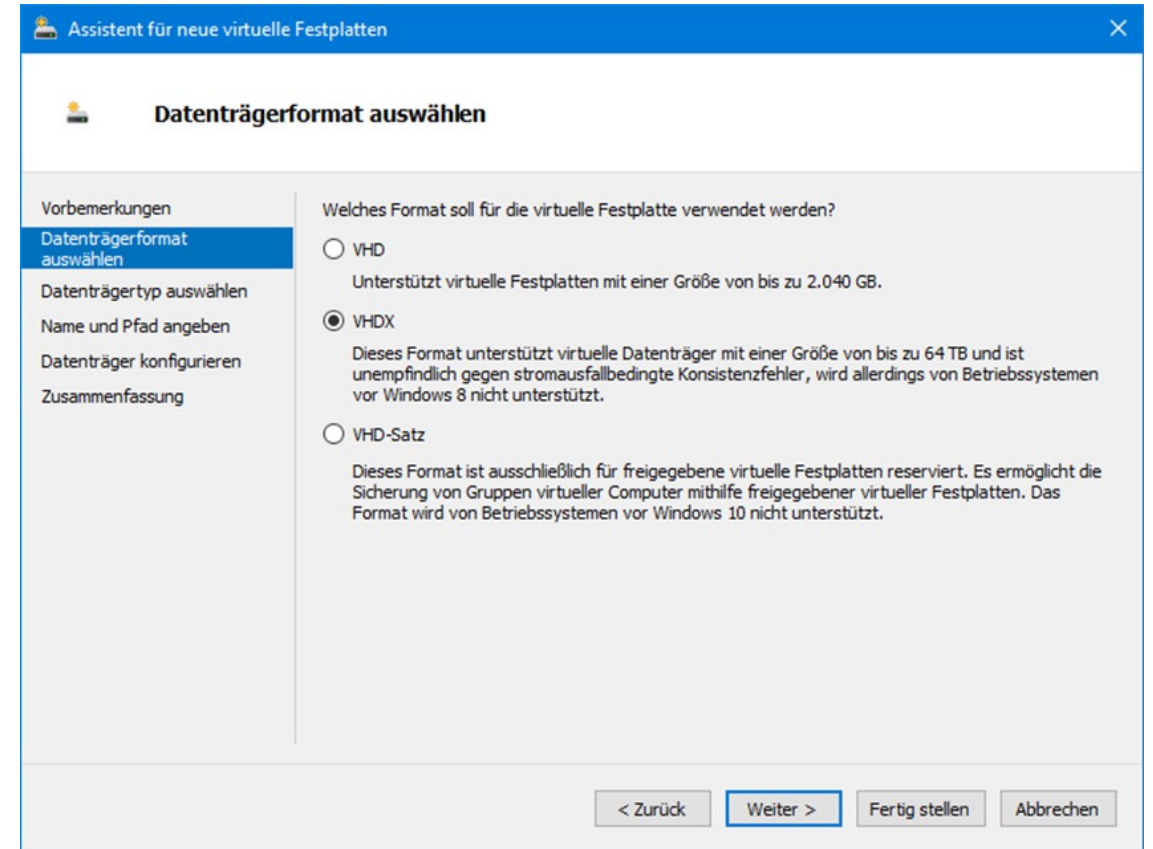 Assistent für neue virtuelle Festplatten
Datenträgerformat auswählen
Vorbemerkungen
Datenträgerformat
auswählen
Datenträgertyp auswählen
Name und Pfad angeben
Datenträger konfigurieren
Zusammenfassung
Welches Format soll für die virtuelle Festplatte verwendet werden?
VHD
Unterstützt virtuelle Festplatten mit einer Größe von bis zu 2.040 GB.
VHDX
Dieses Format unterstützt virtuelle Datenträger mit einer Größe von bis zu 64 TB und ist
unempfindlich gegen stromausfallbedingte Konsistenzfehler, wird allerdings von Betriebssystemen
vor Windows 8 nicht unterstützt.
VHD-Satz
Dieses Format ist ausschließlich für freigegebene virtuelle Festplatten reserviert. Es ermöglicht die
Sicherung von Gruppen virtueller Computer mithilfe freigegebener virtueller Festplatten. Das
Format wird von Betriebssystemen vor Windows 10 nicht unterstützt.
< Zurück
Weiter >
Fertig stellen
Abbrechen